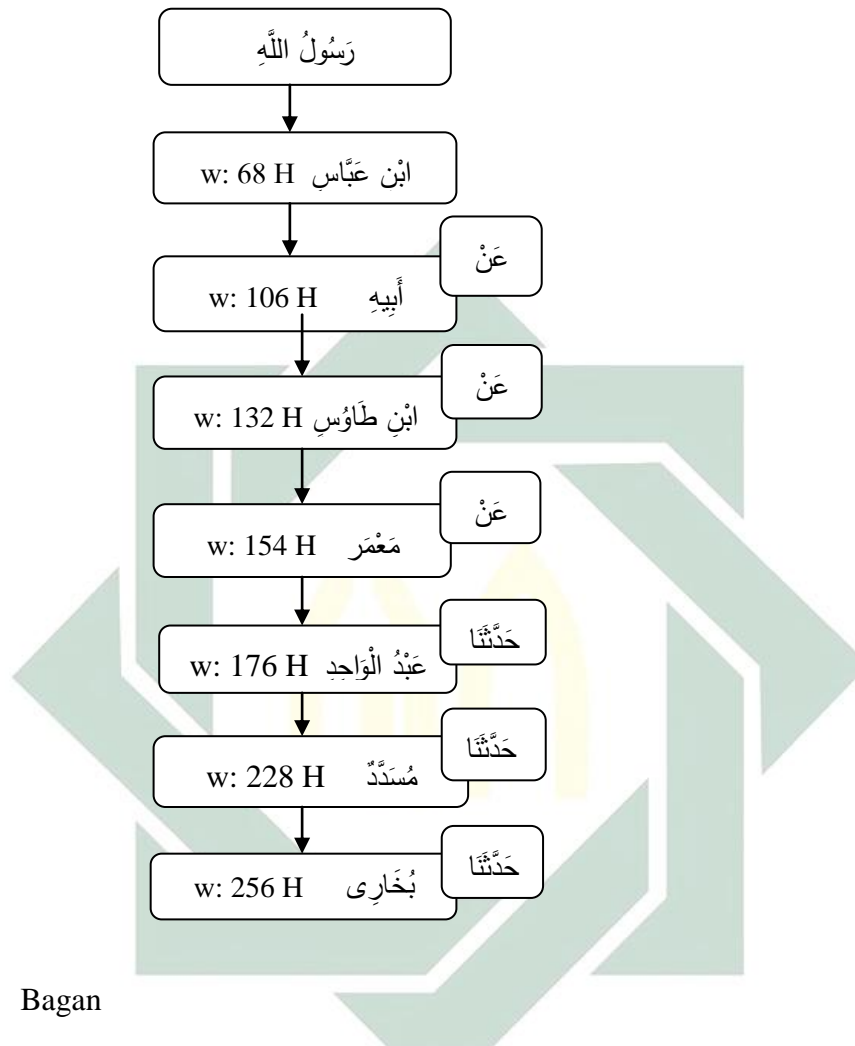 رَسُولُ اللَّهِ
ابْن عَبَّاسِ w: 68 H
عَنْ
أَبِيهِ w: 106 H
عَنْ
ابْنِ طَاوُسِ w: 132 H
عَنْ
مَعْمَر w: 154 H
حَدَّثَنَا
عَبْدُ الْوَاحِدِ w: 176 H
حَدَّثَنَا
مُسَدَّدٌ w: 228 H
حَدَّثَنَا
بُخَارِى w: 256 H
Bagan